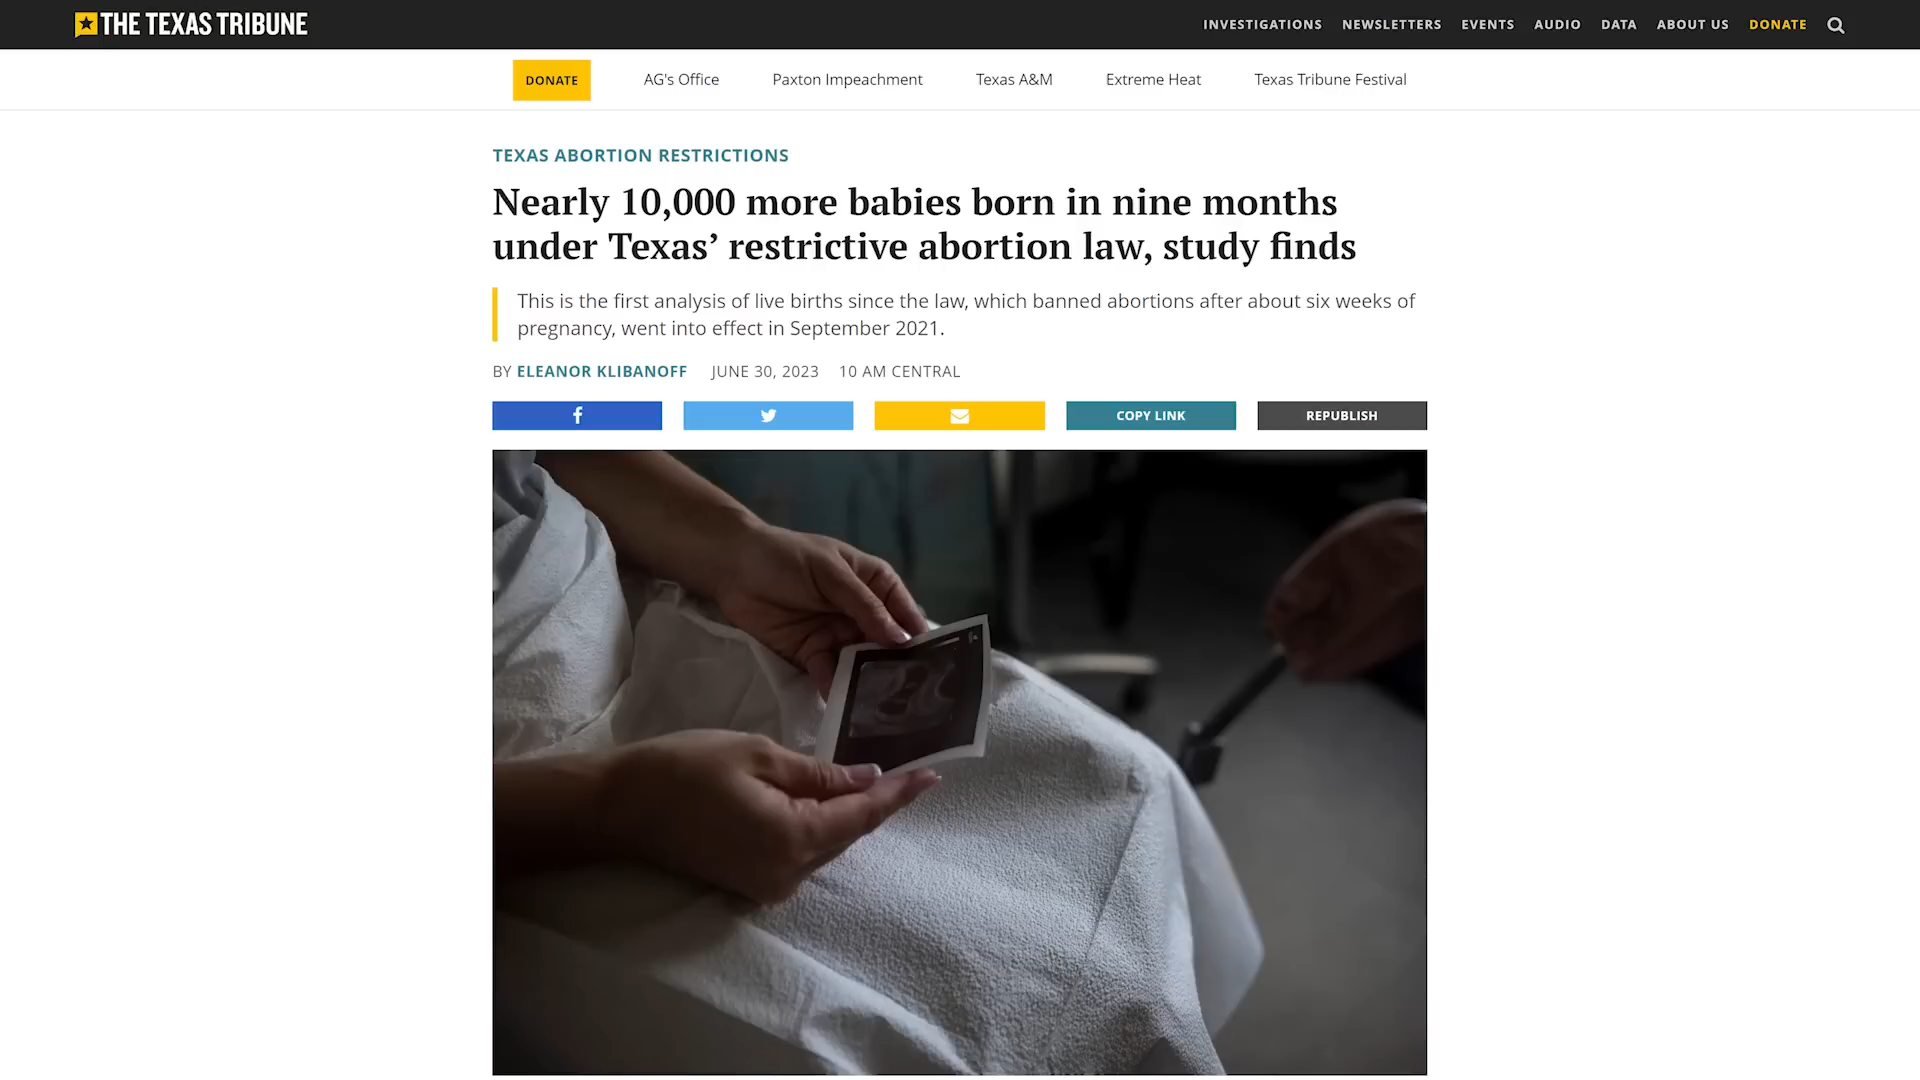 THE TEXAS TRIBUNE
INVESTIGATIONS NEWSLETTERS EVENTS AUDIO DATA ABOUT US DONATE
DONATE AG's Office Paxton Impeachment Texas A&M Extreme Heat Texas Tribune Festival
TEXAS ABORTION RESTRICTIONS
Nearly 10,000 more babies born in nine months
under Texas’ restrictive abortion law, study finds
This is the first analysis of live births since the law, which banned abortions after about six weeks of
pregnancy, went into effect in September 2021.
BY ELEANOR KLIBANOFF JUNE 30, 2023 10 AM CENTRAL
COPY LINK REPUBLISH